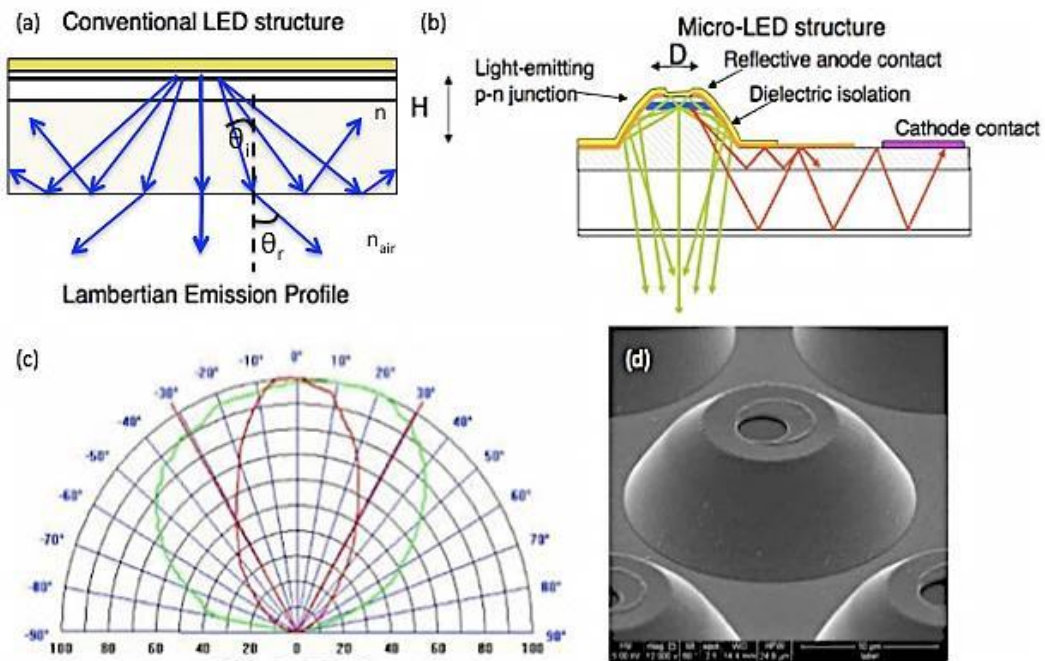 (a) Conventional LED structure
n
θi
θr
nair
Lambertian Emission Profile
(b) Micro-LED structure
D
H
Light-emitting
p-n junction
Reflective anode contact
Dielectric isolation
Cathode contact
(c)
-90°
-80°
-70°
-60°
-50°
-40°
-30°
-20°
-10°
0°
10°
20°
30°
40°
50°
60°
70°
80°
90°
100 80 60 40 20 0 20 40 60 80 100
(d)